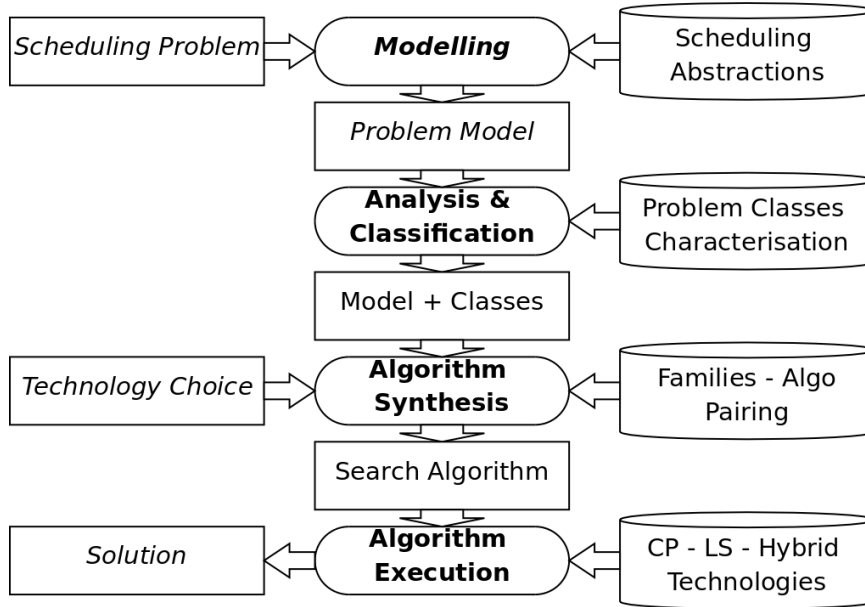 Scheduling Problem
Modelling
Scheduling
Abstractions
Problem Model
Analysis &
Classification
Problem Classes
Characterisation
Model + Classes
Technology Choice
Algorithm
Synthesis
Families - Algo
Pairing
Search Algorithm
Solution
Algorithm
Execution
CP - LS - Hybrid
Technologies